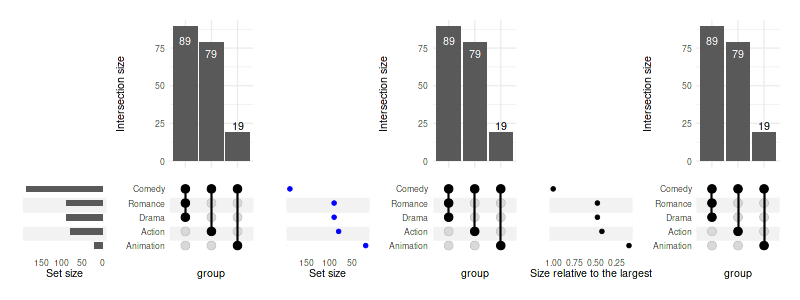 Intersection size
75
50
25
0
89
79
19
Comedy
Romance
Drama
Action
Animation
150 100 50 0
Set size
group
Intersection size
75
50
25
0
89
79
19
Comedy
Romance
Drama
Action
Animation
150 100 50
Set size
group
Intersection size
75
50
25
0
89
79
19
Comedy
Romance
Drama
Action
Animation
1.00 0.75 0.50 0.25
Size relative to the largest
group